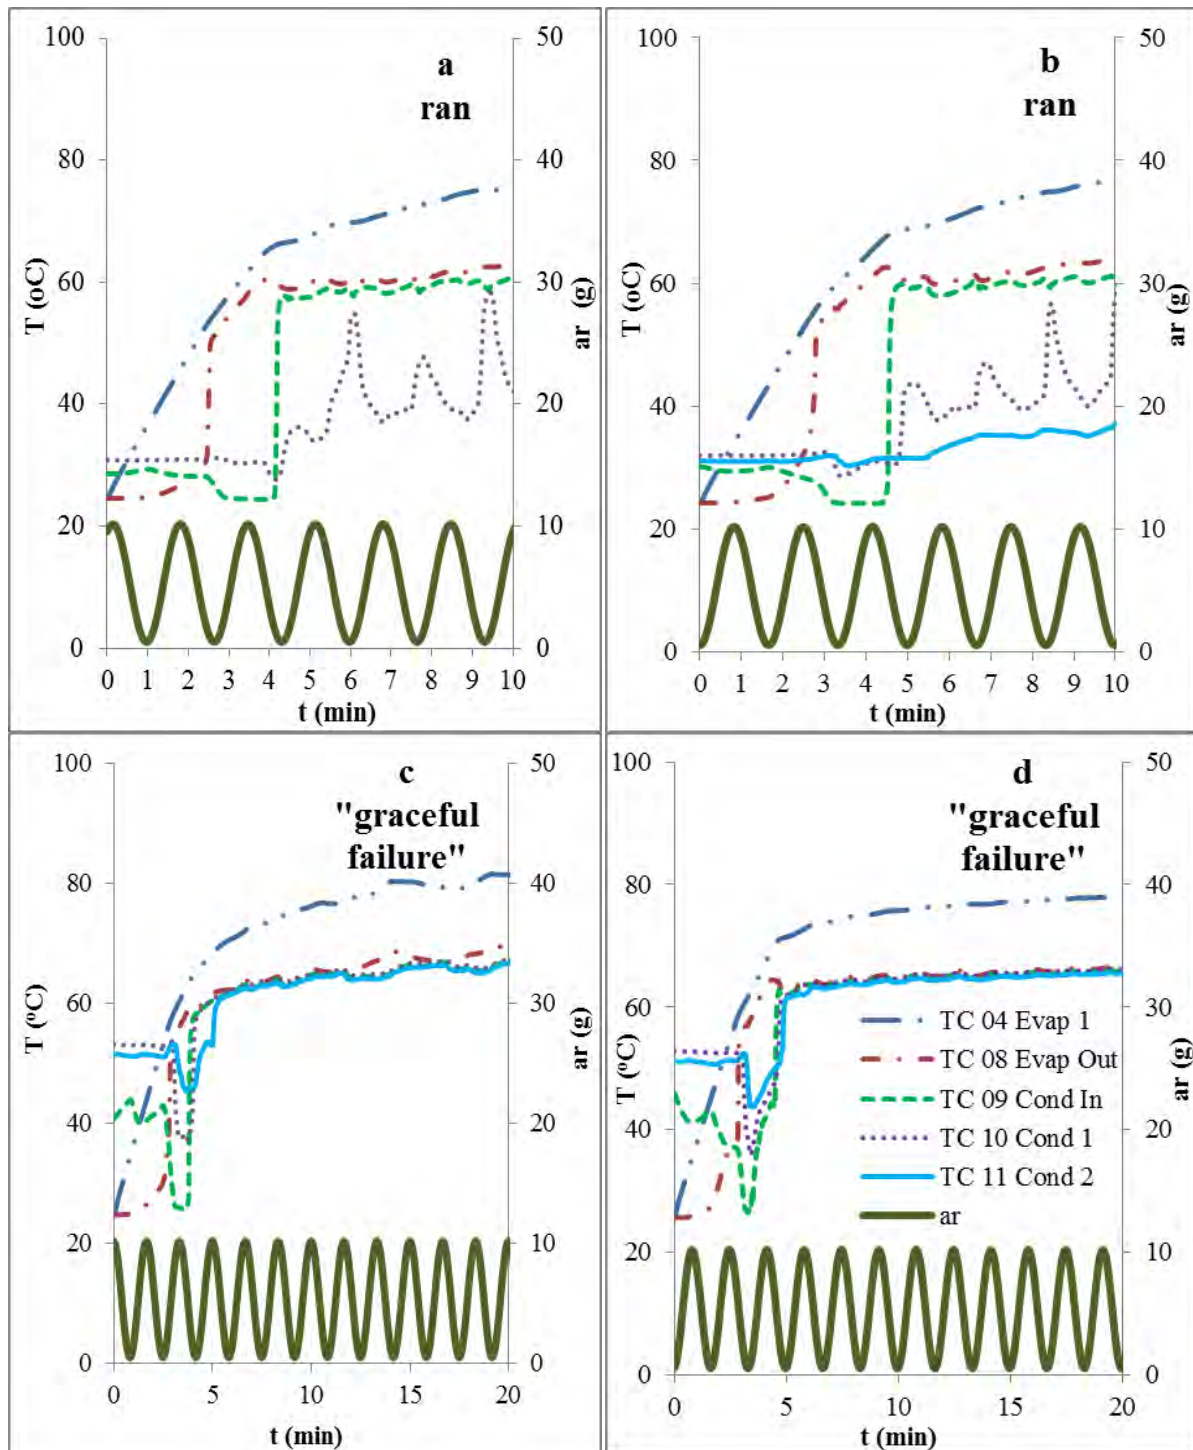 a
ran
100
80
60
40
20
0
T (oC)
50
40
30
20
10
0
ar (g)
0 1 2 3 4 5 6 7 8 9 10
t (min)
b
ran
100
80
60
40
20
0
T (oC)
50
40
30
20
10
0
ar (g)
0 1 2 3 4 5 6 7 8 9 10
t (min)
c
"graceful
failure"
100
80
60
40
20
0
T (°C)
50
40
30
20
10
0
ar (g)
0 5 10 15 20
t (min)
d
"graceful
failure"
100
80
60
40
20
0
T (°C)
50
40
30
20
10
0
ar (g)
TC 04 Evap 1
TC 08 Evap Out
TC 09 Cond In
TC 10 Cond 1
TC 11 Cond 2
ar
0 5 10 15 20
t (min)